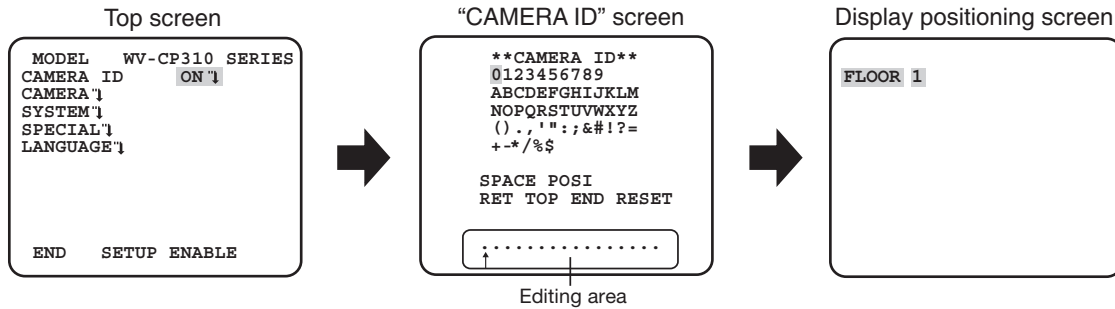 Top screen
MODEL WV-CP310 SERIES
CAMERA ID ON
CAMERA
SYSTEM
SPECIAL
LANGUAGE
END SETUP ENABLE
“CAMERA ID” screen
**CAMERA ID**
0123456789
ABCDEFGHIJKLM
NOPQRSTUVWXYZ
().,'":;&#!?=
+-*/%$
SPACE POSI
RET TOP END RESET
................
Editing area
Display positioning screen
FLOOR 1